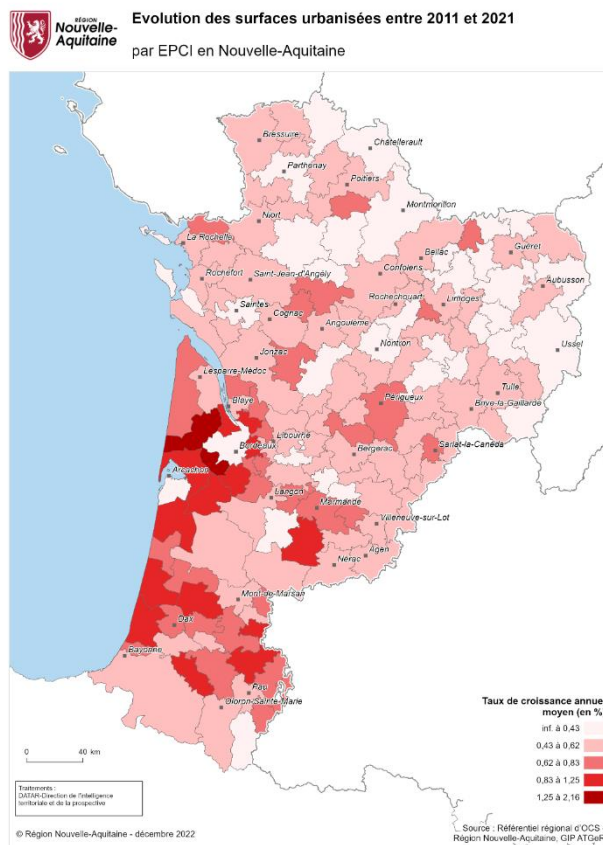 RÉGION
Nouvelle-
Aquitaine
Evolution des surfaces urbanisées entre 2011 et 2021
par EPCI en Nouvelle-Aquitaine
Bressuire
Châtellerault
Parthenay
Poitiers
Montmorillon
Niort
La Rochelle
Bellac
Guéret
Rochefort
Saint-Jean-d'Angély
Confolens
Aubusson
Saintes
Rochechouart
Limoges
Cognac
Angoulême
Ussel
Jonzac
Nontron
Lesparre-Médoc
Tulle
Blaye
Périgueux
Brive-la-Gaillarde
Libourne
Bordeaux
Bergerac
Sarlat-la-Canéda
Arcachon
Langon
Marmande
Villeneuve-sur-Lot
Agen
Nérac
Mont-de-Marsan
Dax
Bayonne
Pau
Oloron-Sainte-Marie
Taux de croissance annue
moyen (en %
inf. à 0,43
0,43 à 0,62
0,62 à 0,83
0,83 à 1,25
1,25 à 2,16
0 40 km
Traitements :
DATAR-Direction de l'intelligence
territoriale et de la prospective
© Région Nouvelle-Aquitaine - décembre 2022
Source : Référentiel régional d'OCS
Région Nouvelle-Aquitaine, GIP ATGeR